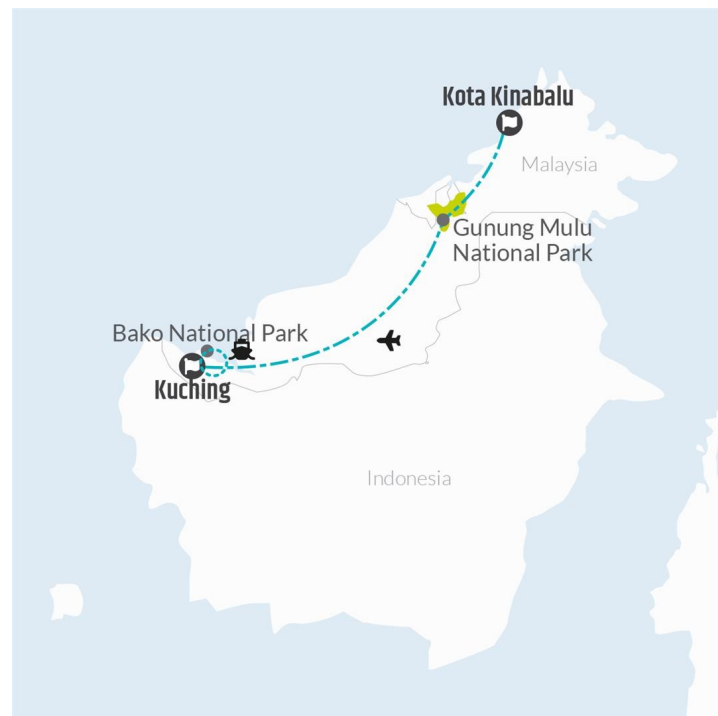 Kota Kinabalu
Malaysia
Gunung Mulu
National Park
Bako National Park
Kuching
Indonesia